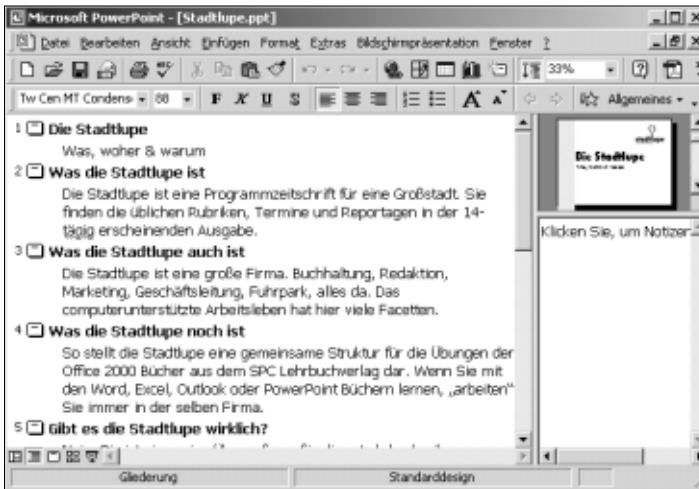 Microsoft PowerPoint - [Stadtlupe.ppt]
Datei Bearbeiten Ansicht Einfügen Format Extras Bildschirmpräsentation Fenster ?
33%
Tw Cen MT Condens 88 F K U S Allgemeines
1 Die Stadtlupe
Was, woher & warum
2 Was die Stadtlupe ist
Die Stadtlupe ist eine Programmzeitschrift für eine Großstadt. Sie
finden die üblichen Rubriken, Termine und Reportagen in der 14-
tägig erscheinenden Ausgabe.
3 Was die Stadtlupe auch ist
Die Stadtlupe ist eine große Firma. Buchhaltung, Redaktion,
Marketing, Geschäftsleitung, Fuhrpark, alles da. Das
computerunterstützte Arbeitsleben hat hier viele Facetten.
4 Was die Stadtlupe noch ist
So stellt die Stadtlupe eine gemeinsame Struktur für die Übungen der
Office 2000 Bücher aus dem SPC Lehrbuchverlag dar. Wenn Sie mit
den Word, Excel, Outlook oder PowerPoint Büchern lernen, „arbeiten“
Sie immer in der selben Firma.
5 Gibt es die Stadtlupe wirklich?
Die Stadtlupe
Klicken Sie, um Notizen
Gliederung Standarddesign